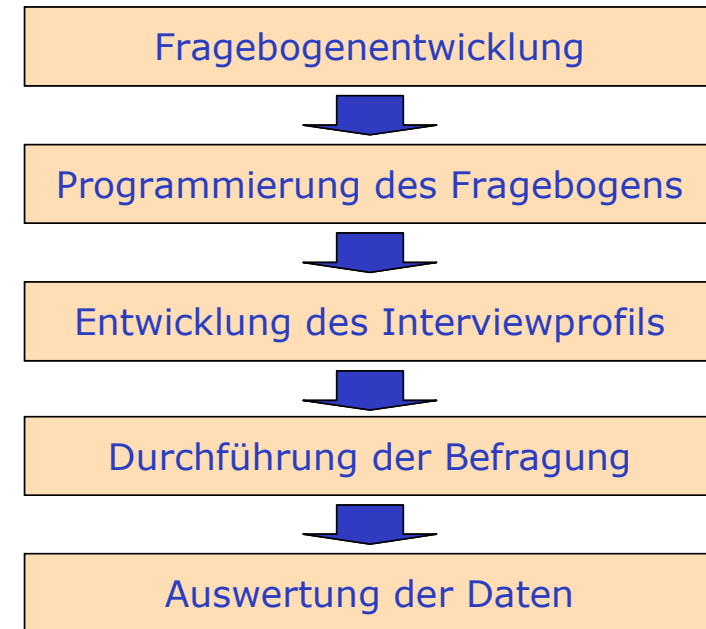 Fragebogenentwicklung
Programmierung des Fragebogens
Entwicklung des Interviewprofils
Durchführung der Befragung
Auswertung der Daten